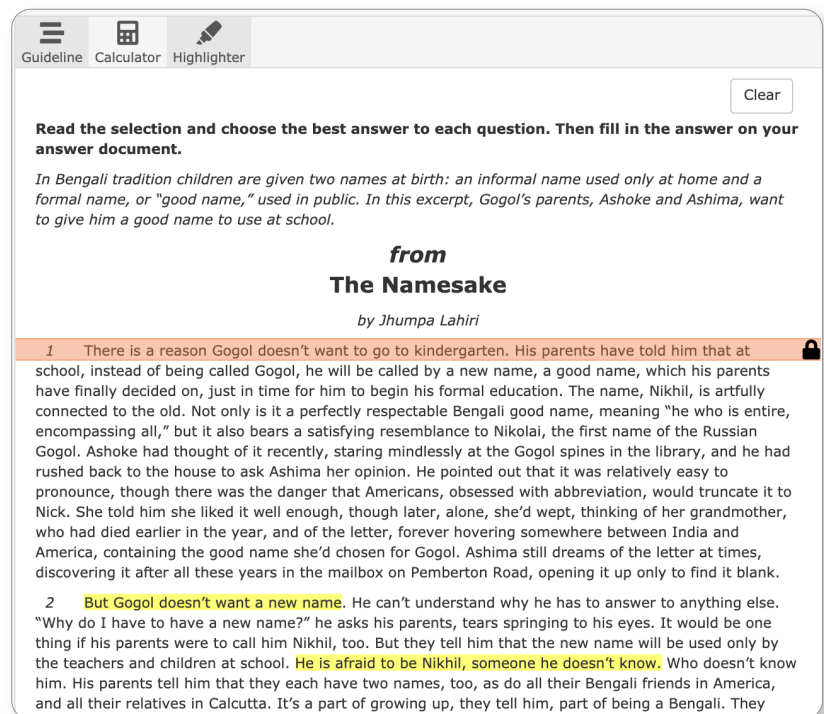 Guideline Calculator Highlighter
Clear
Read the selection and choose the best answer to each question. Then fill in the answer on your
answer document.
In Bengali tradition children are given two names at birth: an informal name used only at home and a
formal name, or “good name,” used in public. In this excerpt, Gogol’s parents, Ashoke and Ashima, want
to give him a good name to use at school.
from
The Namesake
by Jhumpa Lahiri
1 There is a reason Gogol doesn’t want to go to kindergarten. His parents have told him that at
school, instead of being called Gogol, he will be called by a new name, a good name, which his parents
have finally decided on, just in time for him to begin his formal education. The name, Nikhil, is artfully
connected to the old. Not only is it a perfectly respectable Bengali good name, meaning “he who is entire,
encompassing all,” but it also bears a satisfying resemblance to Nikolai, the first name of the Russian
Gogol. Ashoke had thought of it recently, staring mindlessly at the Gogol spines in the library, and he had
rushed back to the house to ask Ashima her opinion. He pointed out that it was relatively easy to
pronounce, though there was the danger that Americans, obsessed with abbreviation, would truncate it to
Nick. She told him she liked it well enough, though later, alone, she’d wept, thinking of her grandmother,
who had died earlier in the year, and of the letter, forever hovering somewhere between India and
America, containing the good name she’d chosen for Gogol. Ashima still dreams of the letter at times,
discovering it after all these years in the mailbox on Pemberton Road, opening it up only to find it blank.
2 But Gogol doesn’t want a new name. He can’t understand why he has to answer to anything else.
“Why do I have to have a new name?” he asks his parents, tears springing to his eyes. It would be one
thing if his parents were to call him Nikhil, too. But they tell him that the new name will be used only by
the teachers and children at school. He is afraid to be Nikhil, someone he doesn’t know. Who doesn’t know
him. His parents tell him that they each have two names, too, as do all their Bengali friends in America,
and all their relatives in Calcutta. It’s a part of growing up, they tell him, part of being a Bengali. They